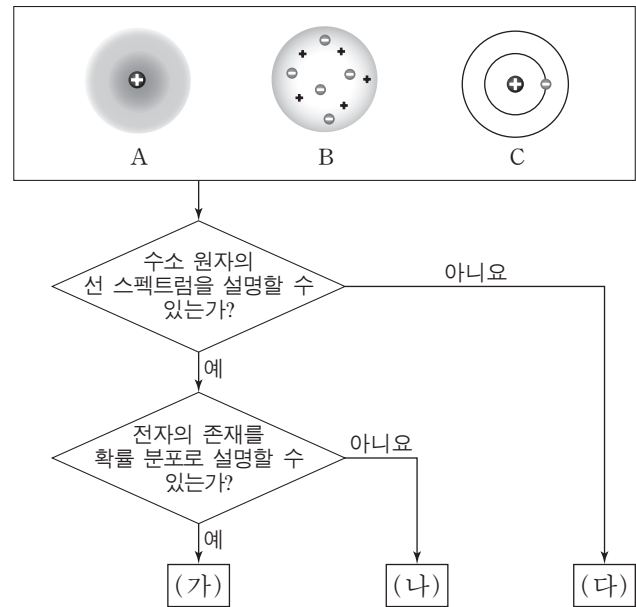 A B C
수소 원자의
선 스펙트럼을 설명할 수
있는가?
아니요
예
전자의 존재를
확률 분포로 설명할 수
있는가?
아니요
예
(가) (나) (다)